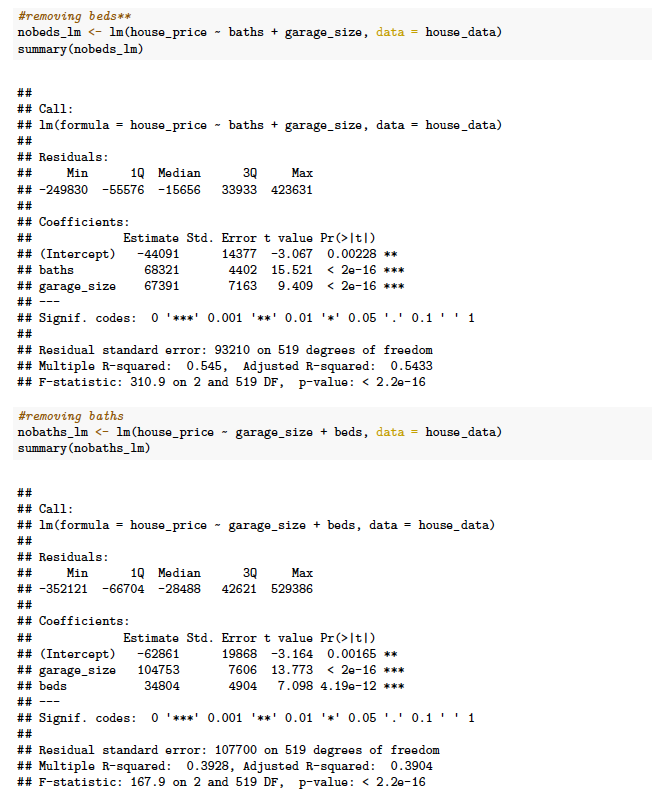 #removing beds**
nobeds_lm <- lm(house_price ~ baths + garage_size, data = house_data)
summary(nobeds_lm)
##
## Call:
## lm(formula = house_price ~ baths + garage_size, data = house_data)
##
## Residuals:
##     Min      1Q  Median      3Q     Max
## -249830  -55576  -15656   33933  423631
##
## Coefficients:
##             Estimate Std. Error t value Pr(>|t|)
## (Intercept)   -44091      14377  -3.067  0.00228 **
## baths          68321       4402  15.521  < 2e-16 ***
## garage_size    67391       7163   9.409  < 2e-16 ***
## ---
## Signif. codes:  0 '***' 0.001 '**' 0.01 '*' 0.05 '.' 0.1 ' ' 1
##
## Residual standard error: 93210 on 519 degrees of freedom
## Multiple R-squared:  0.545,  Adjusted R-squared:  0.5433
## F-statistic: 310.9 on 2 and 519 DF,  p-value: < 2.2e-16
#removing baths
nobaths_lm <- lm(house_price ~ garage_size + beds, data = house_data)
summary(nobaths_lm)
##
## Call:
## lm(formula = house_price ~ garage_size + beds, data = house_data)
##
## Residuals:
##     Min      1Q  Median      3Q     Max
## -352121  -66704  -28488   42621  529386
##
## Coefficients:
##             Estimate Std. Error t value Pr(>|t|)
## (Intercept)   -62861      19868  -3.164  0.00165 **
## garage_size   104753       7606  13.773  < 2e-16 ***
## beds           34804       4904   7.098 4.19e-12 ***
## ---
## Signif. codes:  0 '***' 0.001 '**' 0.01 '*' 0.05 '.' 0.1 ' ' 1
##
## Residual standard error: 107700 on 519 degrees of freedom
## Multiple R-squared:  0.3928, Adjusted R-squared:  0.3904
## F-statistic: 167.9 on 2 and 519 DF,  p-value: < 2.2e-16